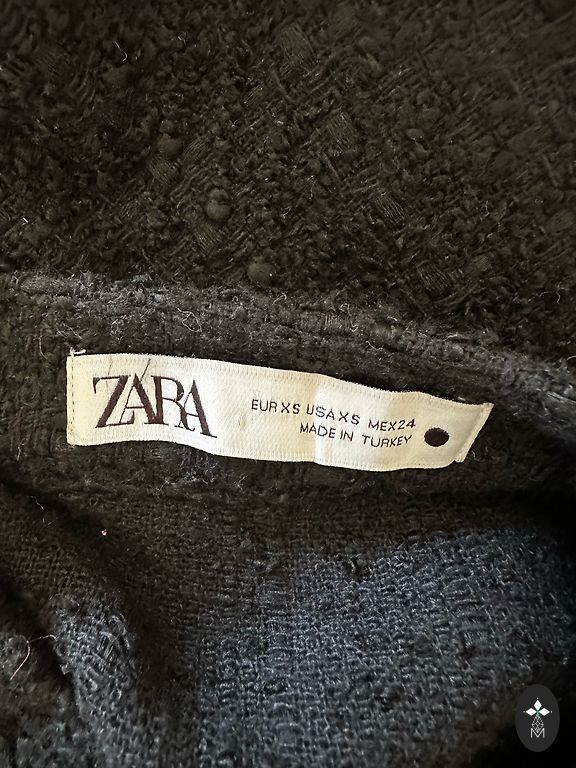 ZARA
EUR XS USA XS MEX 24
MADE IN TURKEY
M